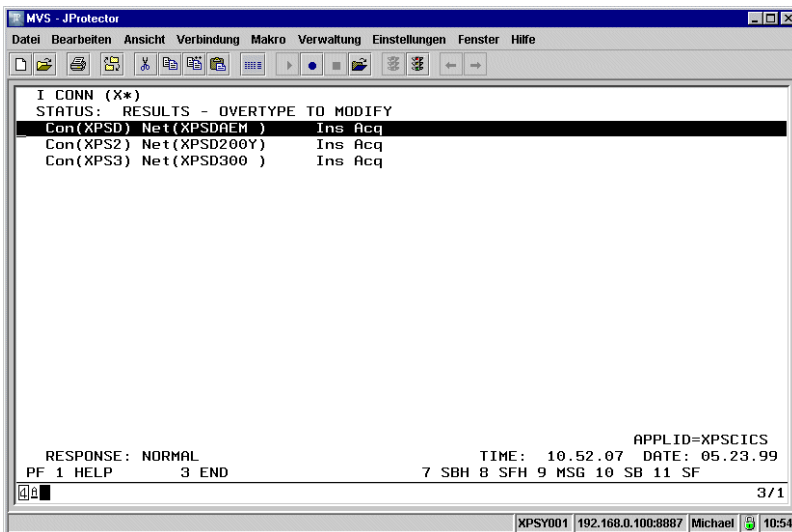 MVS - JProtector
Datei Bearbeiten Ansicht Verbindung Makro Verwaltung Einstellungen Fenster Hilfe
I CONN (X*)
STATUS: RESULTS - OVERTYPE TO MODIFY
Con(XPSD) Net(XPSDAEM ) Ins Acq
Con(XPS2) Net(XPSD200Y) Ins Acq
Con(XPS3) Net(XPSD300 ) Ins Acq
APPLID=XPSCICS
RESPONSE: NORMAL TIME: 10.52.07 DATE: 05.23.99
PF 1 HELP 3 END 7 SBH 8 SFH 9 MSG 10 SB 11 SF
4A 3/1
XPSY001 192.168.0.100:8887 Michael 10:54